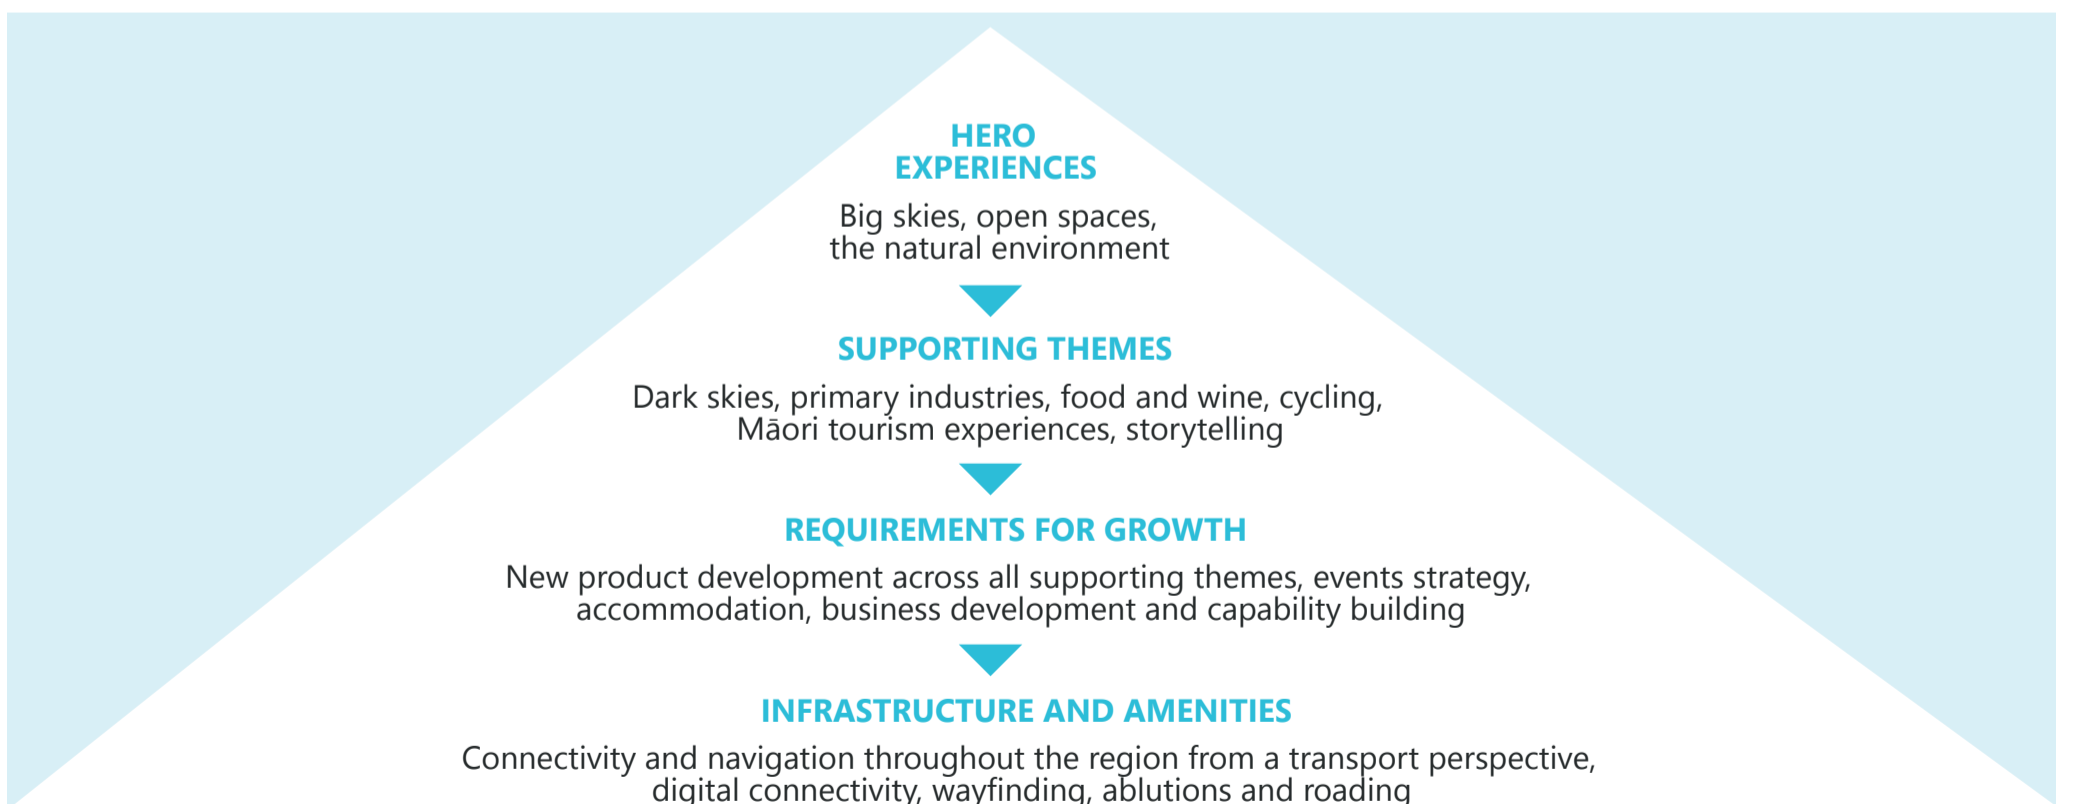 HERO
EXPERIENCES
Big skies, open spaces,
the natural environment
SUPPORTING THEMES
Dark skies, primary industries, food and wine, cycling,
Māori tourism experiences, storytelling
REQUIREMENTS FOR GROWTH
New product development across all supporting themes, events strategy,
accommodation, business development and capability building
INFRASTRUCTURE AND AMENITIES
Connectivity and navigation throughout the region from a transport perspective,
digital connectivity, wayfinding, ablutions and roading